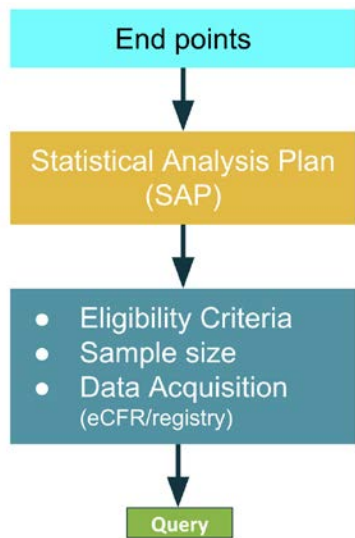 End points
Statistical Analysis Plan
(SAP)
● Eligibility Criteria
● Sample size
● Data Acquisition
(eCFR/registry)
Query